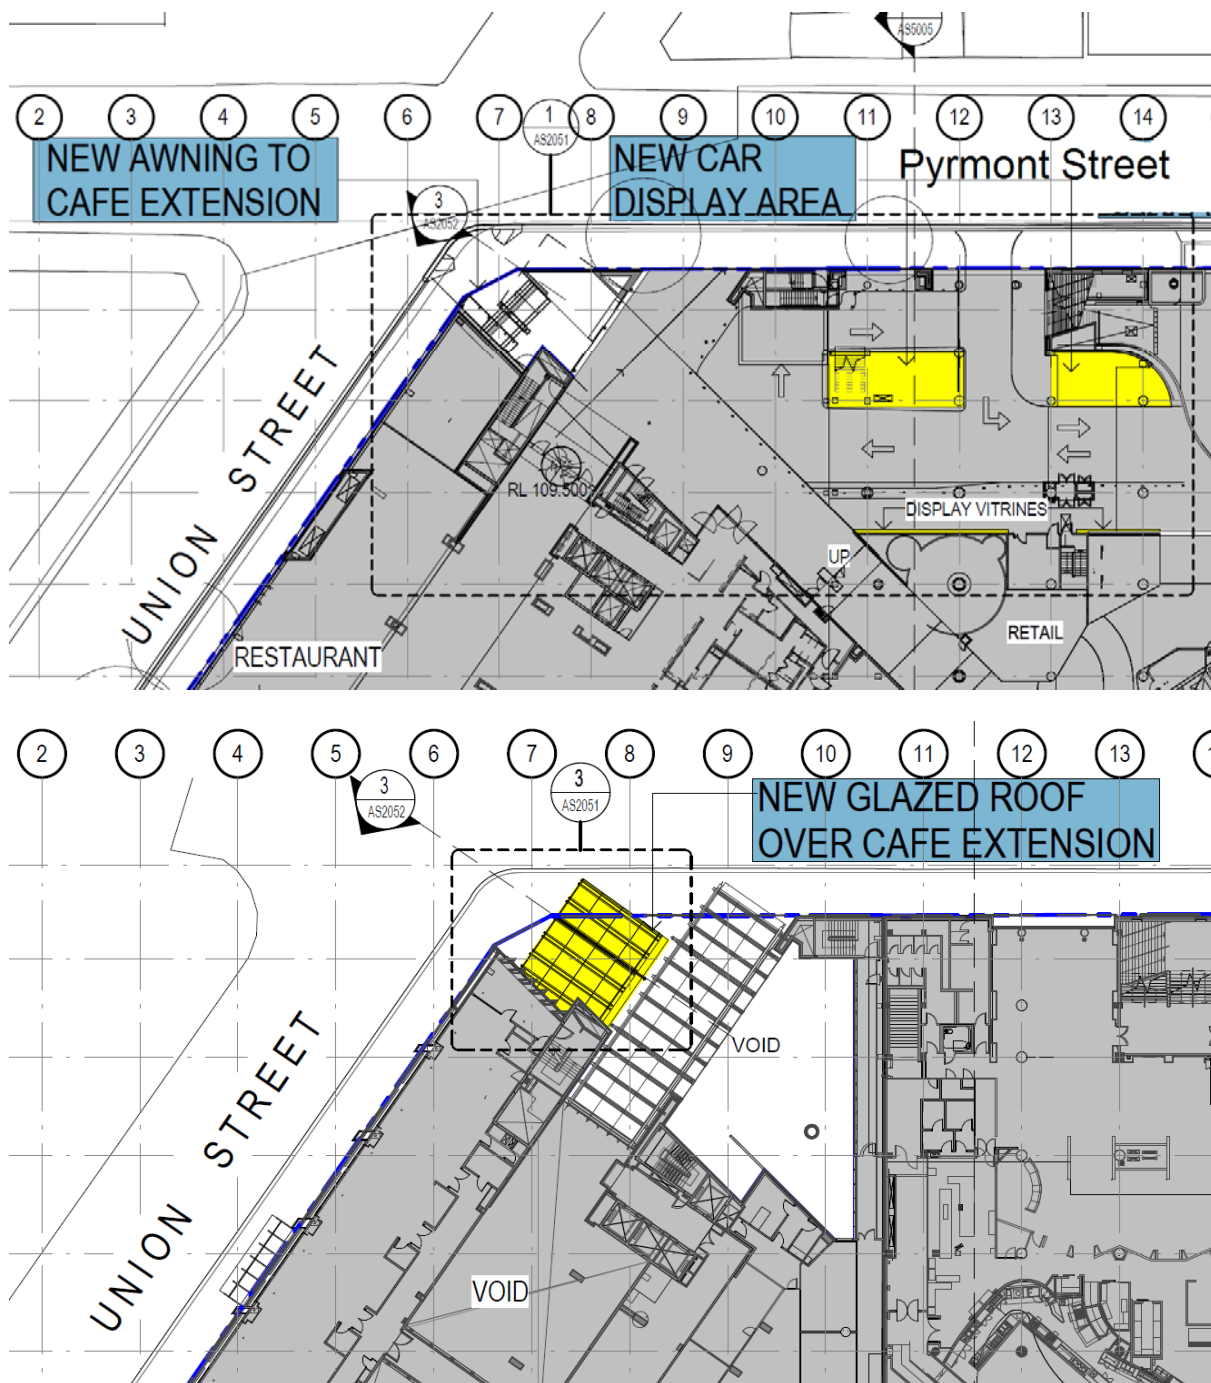 AS5005
2 3 4 5 6 7 1 8 9 10 11 12 13 14
AS2051
NEW AWNING TO
CAFE EXTENSION
NEW CAR
DISPLAY AREA
Pyrmont Street
3
AS2052
UNION STREET
RL 109.500
DISPLAY VITRINES
UP
RETAIL
RESTAURANT
2 3 4 5 6 7 8 9 10 11 12 13 1
3
AS2052
3
AS2051
NEW GLAZED ROOF
OVER CAFE EXTENSION
UNION STREET
VOID
VOID